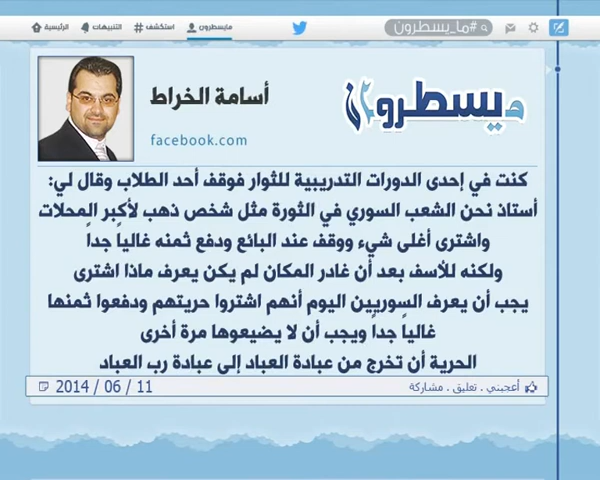 الرئيسية
التنبيهات
استكشف
مايسطرون
#ما_يسطرون
ما يسطرون
أسامة الخراط
facebook.com
كنت في إحدى الدورات التدريبية للثوار فوقف أحد الطلاب وقال لي:
أستاذ نحن الشعب السوري في الثورة مثل شخص ذهب لأكبر المحلات
واشترى أغلى شيء ووقف عند البائع ودفع ثمنه غالياً جداً
ولكنه للأسف بعد أن غادر المكان لم يكن يعرف ماذا اشترى
يجب أن يعرف السوريين اليوم أنهم اشتروا حريتهم ودفعوا ثمنها
غالياً جداً ويجب أن لا يضيعوها مرة أخرى
الحرية أن تخرج من عبادة العباد إلى عبادة رب العباد
أعجبني . تعليق . مشاركة
2014 / 06 / 11